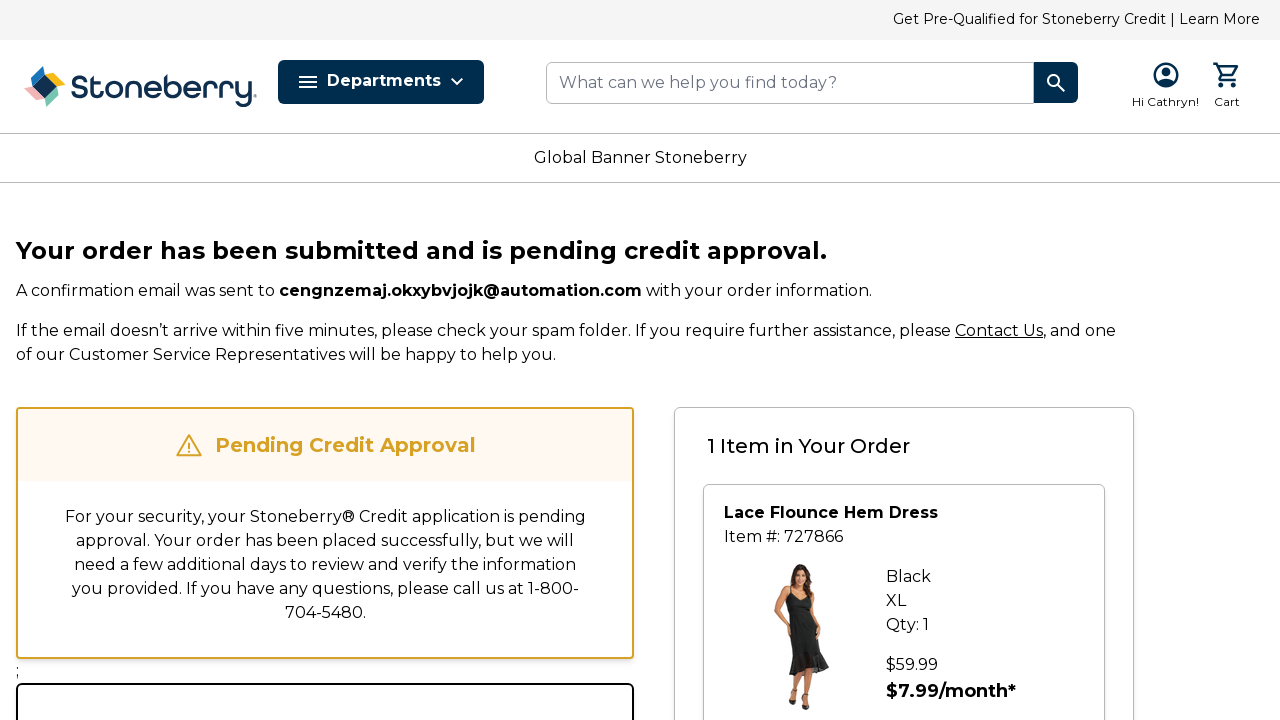 Get Pre-Qualified for Stoneberry Credit | Learn More
Stoneberry®
Departments
What can we help you find today?
Hi Cathryn!
Cart
Global Banner Stoneberry
Your order has been submitted and is pending credit approval.
A confirmation email was sent to cengnzemaj.okxybvjojk@automation.com with your order information.
If the email doesn’t arrive within five minutes, please check your spam folder. If you require further assistance, please Contact Us, and one
of our Customer Service Representatives will be happy to help you.
Pending Credit Approval
For your security, your Stoneberry® Credit application is pending
approval. Your order has been placed successfully, but we will
need a few additional days to review and verify the information
you provided. If you have any questions, please call us at 1-800-
704-5480.
;
1 Item in Your Order
Lace Flounce Hem Dress
Item #: 727866
Black
XL
Qty: 1
$59.99
$7.99/month*